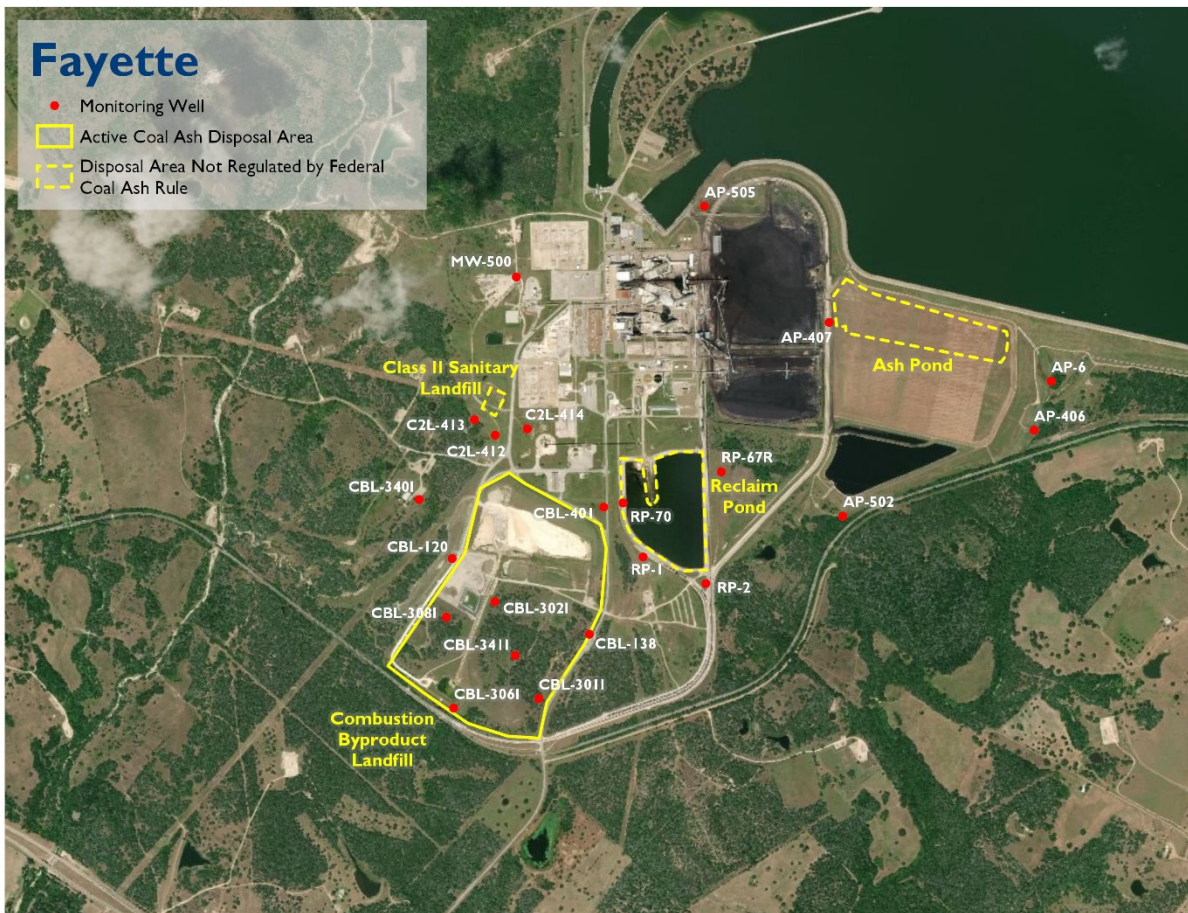 Fayette
Monitoring Well
Active Coal Ash Disposal Area
Disposal Area Not Regulated by Federal
Coal Ash Rule
AP-505
MW-500
AP-407
Ash Pond
AP-6
Class II Sanitary
Landfill
C2L-413
C2L-414
C2L-412
AP-406
RP-67R
Reclaim
Pond
CBL-340I
CBL-401
RP-70
AP-502
CBL-120
RP-1
RP-2
CBL-308I
CBL-302I
CBL-138
CBL-341I
CBL-306I
CBL-301I
Combustion
Byproduct
Landfill